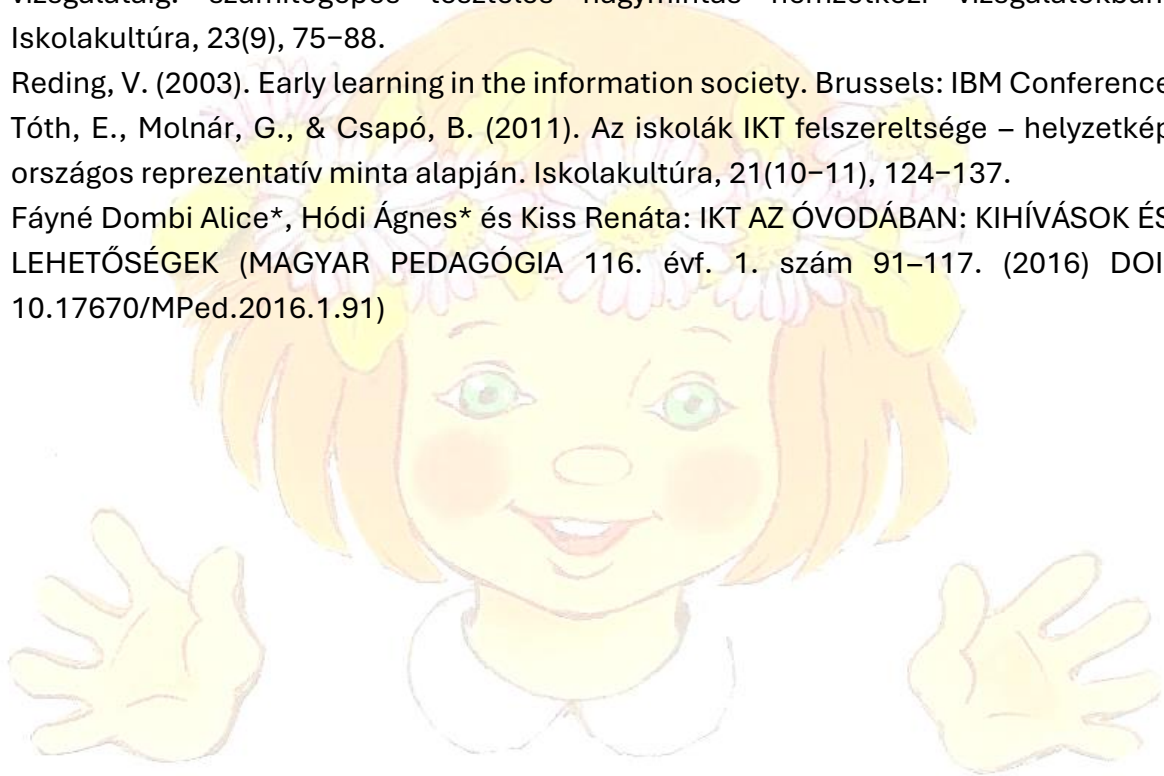 Iskolakultúra, 23(9), 75−88.
Reding, V. (2003). Early learning in the information society. Brussels: IBM Conference
Tóth, E., Molnár, G., & Csapó, B. (2011). Az iskolák IKT felszereltsége – helyzetkép
országos reprezentatív minta alapján. Iskolakultúra, 21(10−11), 124−137.
Fáyné Dombi Alice*, Hódi Ágnes* és Kiss Renáta: IKT AZ ÓVODÁBAN: KIHÍVÁSOK ÉS
LEHETŐSÉGEK (MAGYAR PEDAGÓGIA 116. évf. 1. szám 91–117. (2016) DOI
10.17670/MPed.2016.1.91)